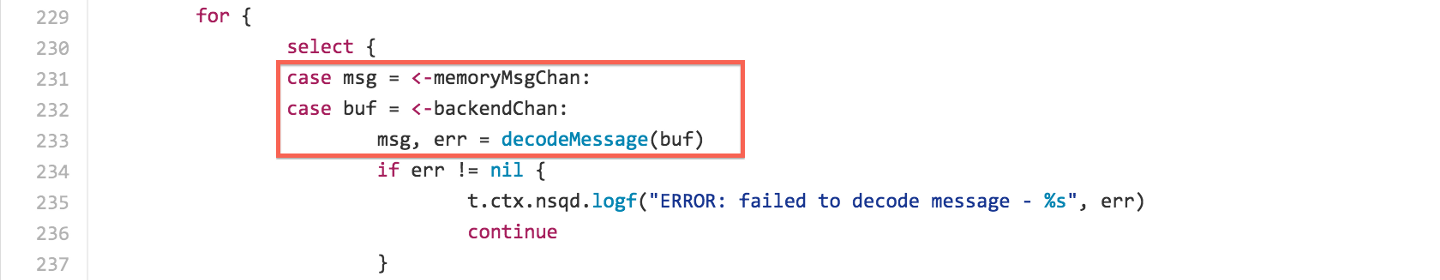 229 for {
230 select {
231 case msg = <-memoryMsgChan:
232 case buf = <-backendChan:
233 msg, err = decodeMessage(buf)
234 if err != nil {
235 t.ctx.nsqd.logf("ERROR: failed to decode message - %s", err)
236 continue
237 }